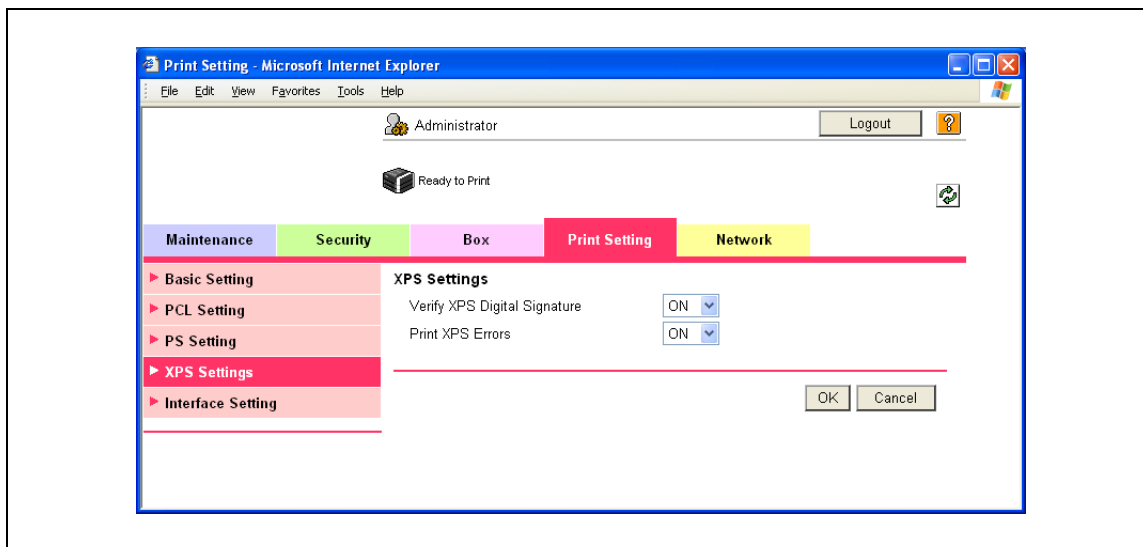 Print Setting - Microsoft Internet Explorer
File Edit View Favorites Tools Help
Administrator
Logout
?
Ready to Print
Maintenance Security Box Print Setting Network
Basic Setting
PCL Setting
PS Setting
XPS Settings
Interface Setting
XPS Settings
Verify XPS Digital Signature ON
Print XPS Errors ON
OK Cancel